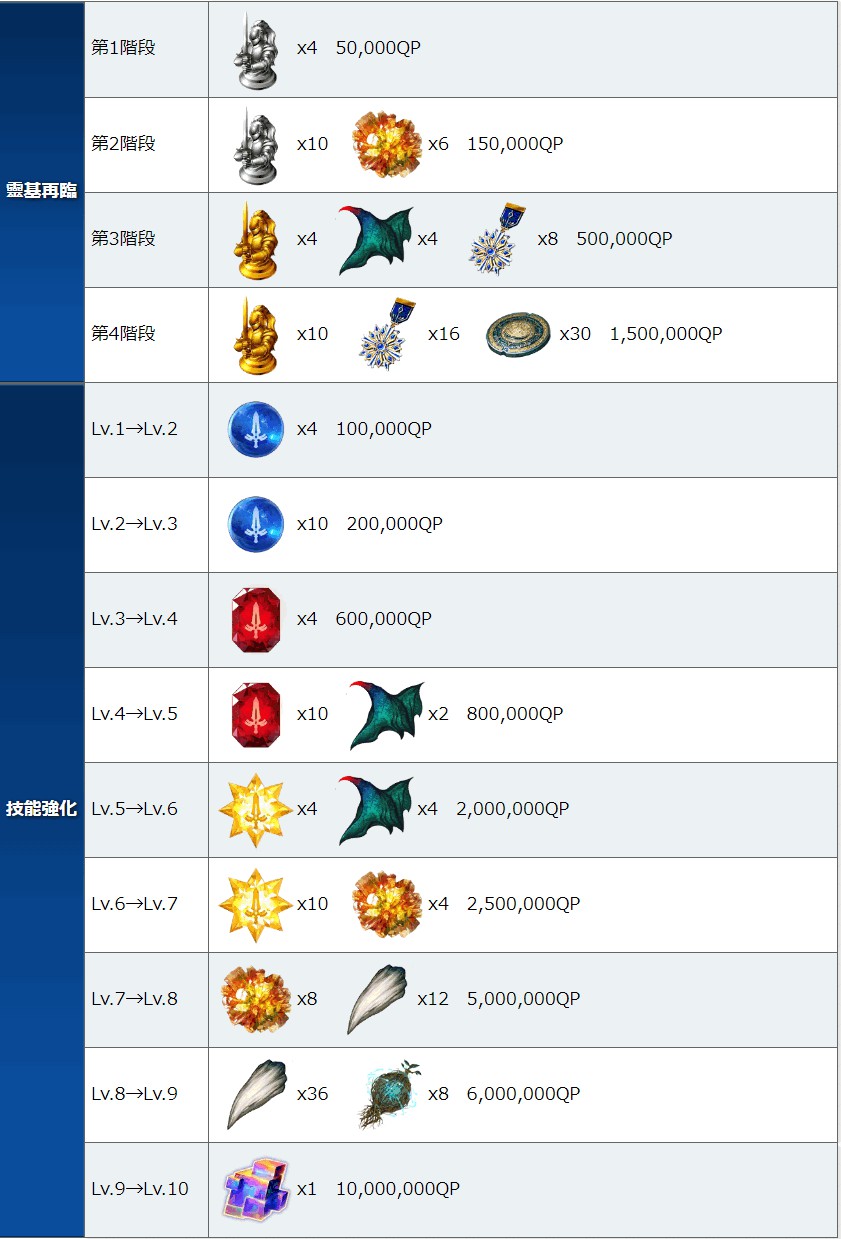 靈基再臨
第1階段 x4 50,000QP
第2階段 x10 x6 150,000QP
第3階段 x4 x4 x8 500,000QP
第4階段 x10 x16 x30 1,500,000QP
技能強化
Lv.1→Lv.2 x4 100,000QP
Lv.2→Lv.3 x10 200,000QP
Lv.3→Lv.4 x4 600,000QP
Lv.4→Lv.5 x10 x2 800,000QP
Lv.5→Lv.6 x4 x4 2,000,000QP
Lv.6→Lv.7 x10 x4 2,500,000QP
Lv.7→Lv.8 x8 x12 5,000,000QP
Lv.8→Lv.9 x36 x8 6,000,000QP
Lv.9→Lv.10 x1 10,000,000QP